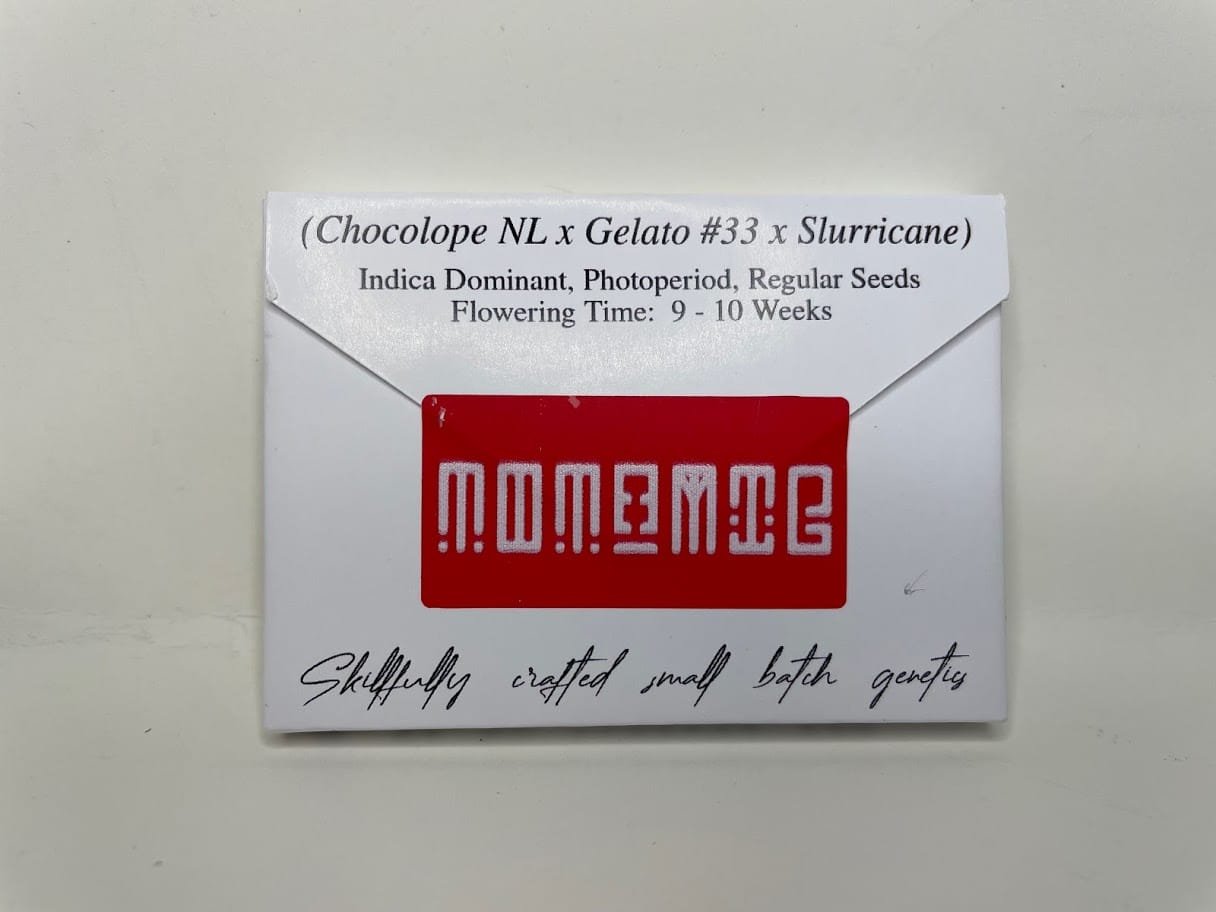 (Chocolope NL x Gelato #33 x Slurricane)
Indica Dominant, Photoperiod, Regular Seeds
Flowering Time: 9 - 10 Weeks
Skillfully crafted small batch genetics